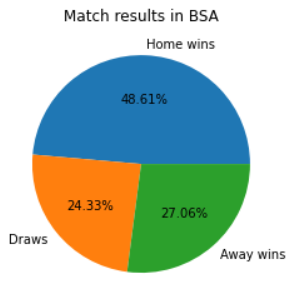 Match results in BSA
Home wins
48.61%
24.33%
27.06%
Draws
Away wins